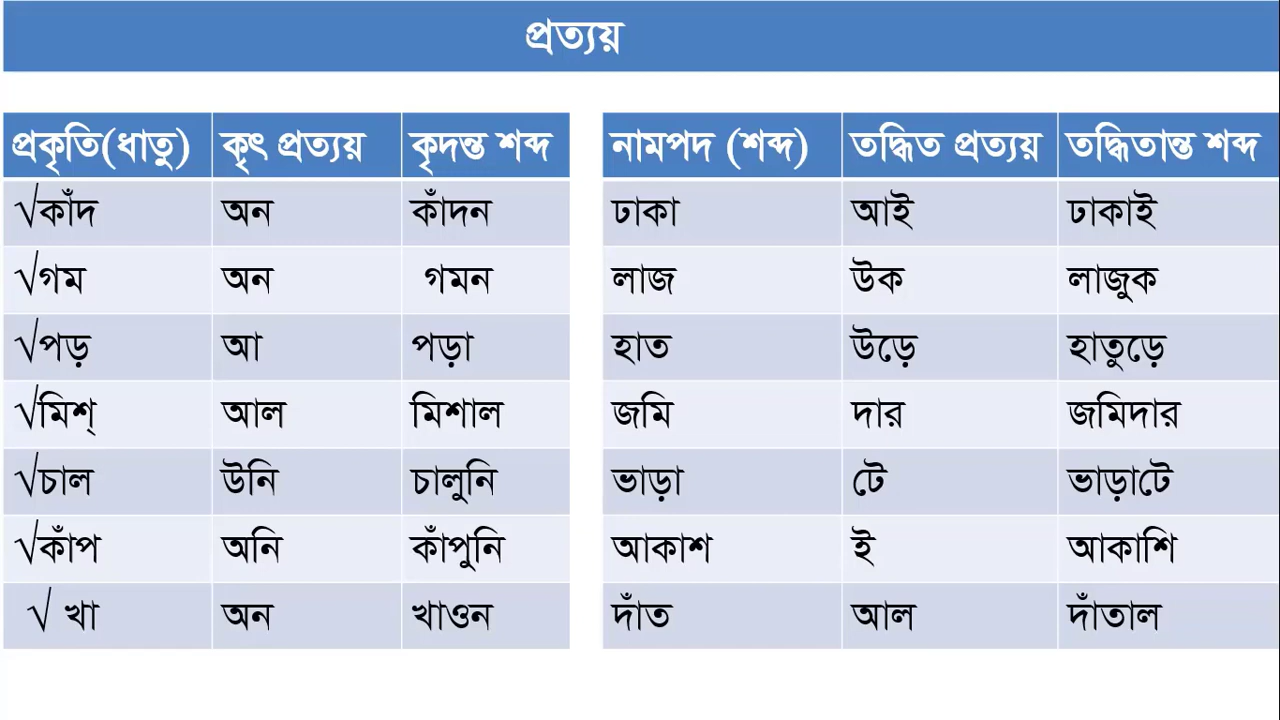 প্রত্যয়
প্রকৃতি(ধাতু) কৃৎ প্রত্যয় কৃদন্ত শব্দ
√কাঁদ অন কাঁদন
√গম অন গমন
√পড় আ পড়া
√মিশ্ আল মিশাল
√চাল উনি চালুনি
√কাঁপ অনি কাঁপুনি
√ খা অন খাওন
নামপদ (শব্দ) তদ্ধিত প্রত্যয় তদ্ধিতান্ত শব্দ
ঢাকা আই ঢাকাই
লাজ উক লাজুক
হাত উড়ে হাতুড়ে
জমি দার জমিদার
ভাড়া টে ভাড়াটে
আকাশ ই আকাশি
দাঁত আল দাঁতাল